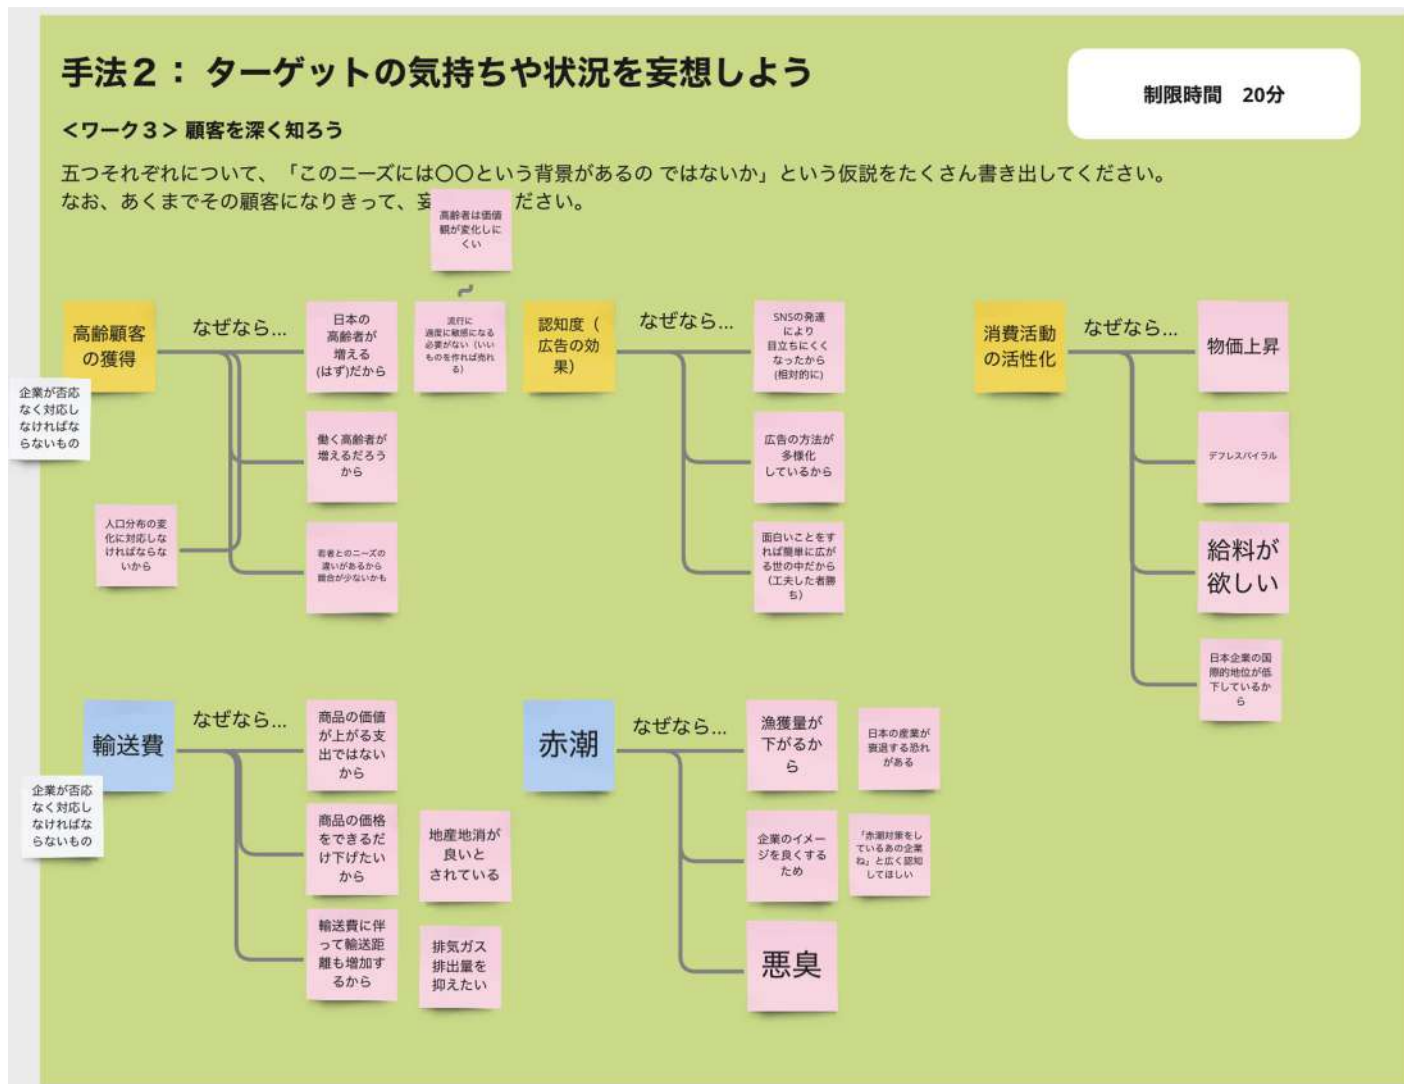 手法２： ターゲットの気持ちや状況を妄想しよう
制限時間　20分
＜ワーク３＞ 顧客を深く知ろう
五つそれぞれについて、「このニーズには〇〇という背景があるの ではないか」という仮説をたくさん書き出してください。
なお、あくまでその顧客になりきって、妄
ださい。
高齢者は価値
観が変化しに
くい
高齢顧客
の獲得
企業が否応
なく対応し
なければな
らないもの
なぜなら...
日本の
高齢者が
増える
(はず)だから
流行に
過度に敏感になる
必要がない（いい
ものを作れば売れ
る）
働く高齢者が
増えるだろう
から
人口分布の変
化に対応しな
ければならな
いから
若者とのニーズの
違いがあるから
競合が少ないかも
認知度（
広告の効
果）
なぜなら...
SNSの発達
により
目立ちにくく
なったから
(相対的に)
広告の方法が
多様化
しているから
面白いことをす
れば簡単に広が
る世の中だから
（工夫した者勝
ち）
消費活動
の活性化
なぜなら...
物価上昇
デフレスパイラル
給料が
欲しい
日本企業の国
際的地位が低
下しているか
ら
輸送費
企業が否応
なく対応し
なければな
らないもの
なぜなら...
商品の価値
が上がる支
出ではない
から
商品の価格
をできるだ
け下げたい
から
地産地消が
良いと
されている
輸送費に伴
って輸送距
離も増加す
るから
排気ガス
排出量を
抑えたい
赤潮
なぜなら...
漁獲量が
下がるか
ら
日本の産業が
衰退する恐れ
がある
企業のイメー
ジを良くする
ため
「赤潮対策をし
ているあの企業
ね」と広く認知
してほしい
悪臭